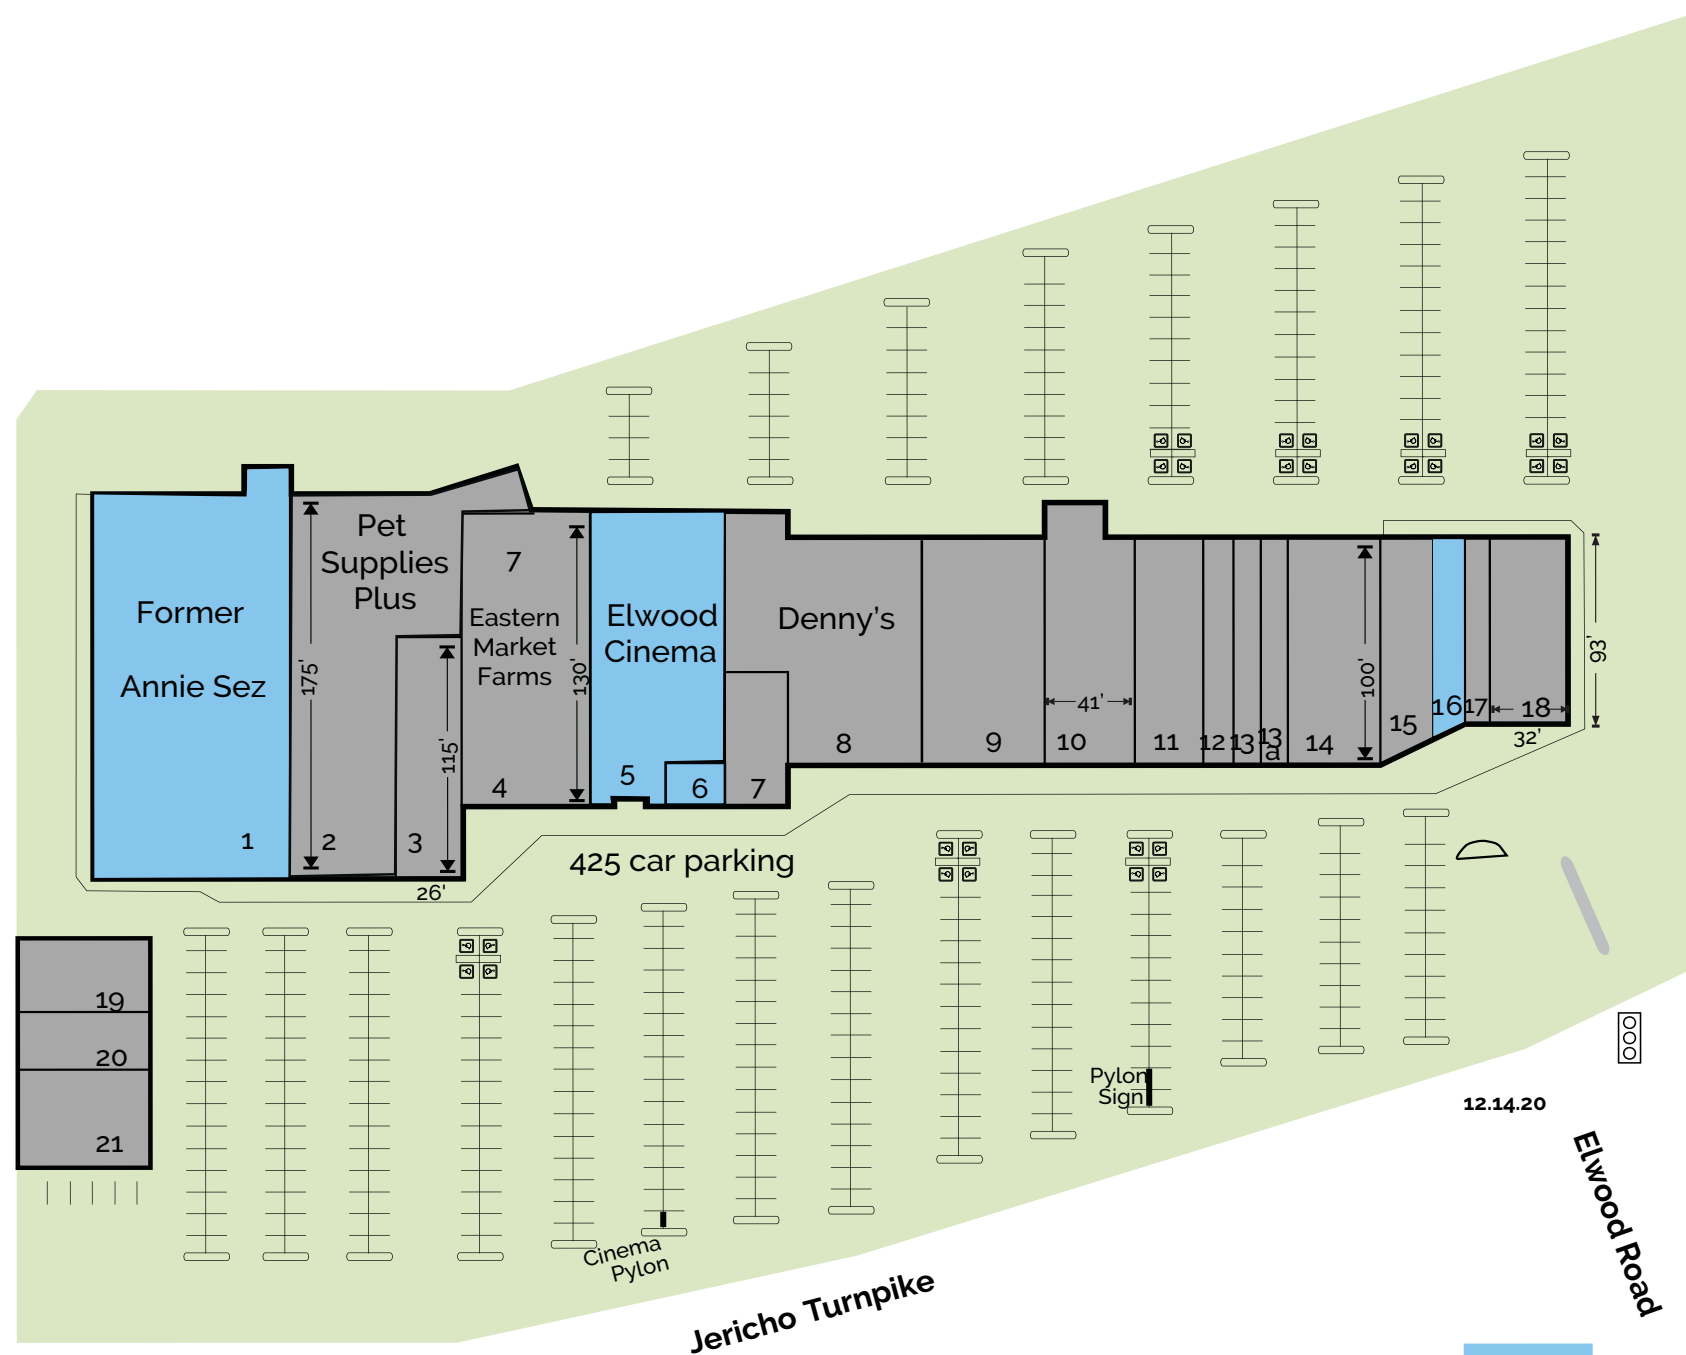 Pet
Supplies
Plus
7
Former
Annie Sez
Eastern
Market
Farms
Elwood
Cinema
Denny's
175'
115'
130'
41'
100'
93'
32'
26'
1
2
3
4
5
6
7
8
9
10
11
12
13
13
a
14
15
16
17
18
425 car parking
19
20
21
Pylon
Sign
Cinema
Pylon
12.14.20
Jericho Turnpike
Elwood Road